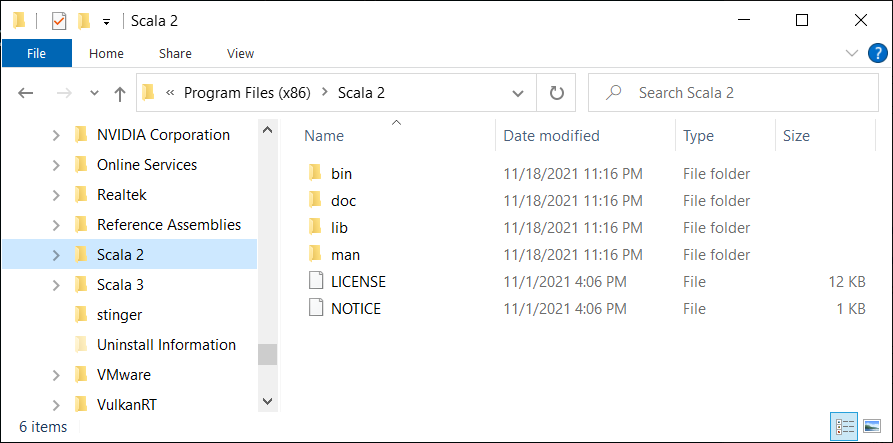 Scala 2
File Home Share View
« Program Files (x86) > Scala 2
Search Scala 2
NVIDIA Corporation
Online Services
Realtek
Reference Assemblies
Scala 2
Scala 3
stinger
Uninstall Information
VMware
VulkanRT
Name Date modified Type Size
bin 11/18/2021 11:16 PM File folder
doc 11/18/2021 11:16 PM File folder
lib 11/18/2021 11:16 PM File folder
man 11/18/2021 11:16 PM File folder
LICENSE 11/1/2021 4:06 PM File 12 KB
NOTICE 11/1/2021 4:06 PM File 1 KB
6 items